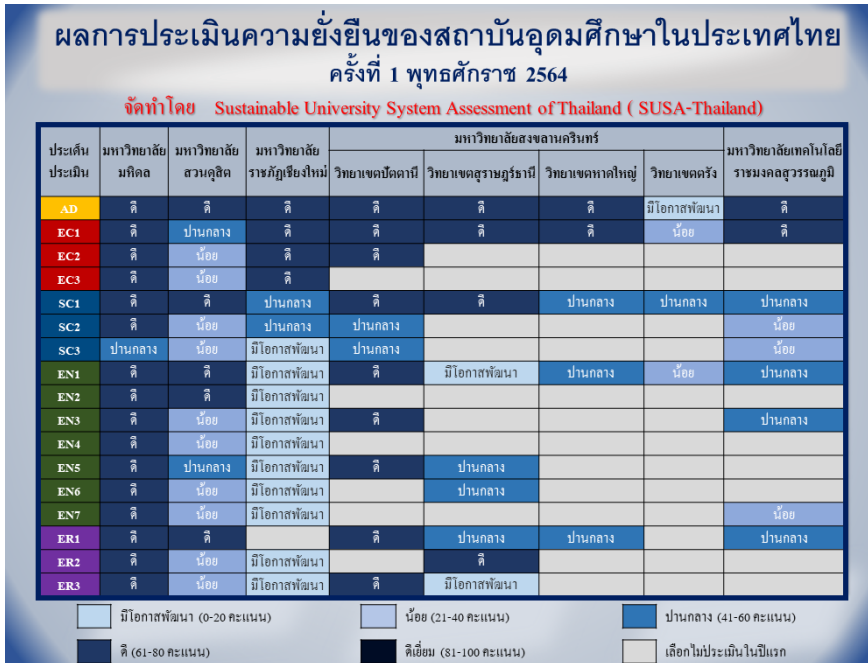 ผลการประเมินความยั่งยืนของสถาบันอุดมศึกษาในประเทศไทย
ครั้งที่ 1 พุทธศักราช 2564
จัดทำโดย Sustainable University System Assessment of Thailand ( SUSA-Thailand)
ประเด็นประเมิน มหาวิทยาลัยมหิดล มหาวิทยาลัยสวนดุสิต มหาวิทยาลัยราชภัฏเชียงใหม่ มหาวิทยาลัยสงขลานครินทร์ มหาวิทยาลัยเทคโนโลยีราชมงคลสุวรรณภูมิ
วิทยาเขตปัตตานี วิทยาเขตสุราษฎร์ธานี วิทยาเขตหาดใหญ่ วิทยาเขตตรัง
AD ดี ดี ดี ดี ดี ดี มีโอกาสพัฒนา ดี
EC1 ดี ปานกลาง ดี ดี ดี ดี น้อย ดี
EC2 ดี น้อย ดี ดี
EC3 ดี น้อย ดี
SC1 ดี ดี ปานกลาง ดี ดี ปานกลาง ปานกลาง ปานกลาง
SC2 ดี น้อย ปานกลาง ปานกลาง น้อย
SC3 ปานกลาง น้อย มีโอกาสพัฒนา ปานกลาง น้อย
EN1 ดี ดี มีโอกาสพัฒนา ดี มีโอกาสพัฒนา ปานกลาง น้อย ปานกลาง
EN2 ดี ดี มีโอกาสพัฒนา
EN3 ดี น้อย มีโอกาสพัฒนา ดี ปานกลาง
EN4 ดี น้อย มีโอกาสพัฒนา
EN5 ดี ปานกลาง มีโอกาสพัฒนา ดี ปานกลาง
EN6 ดี น้อย มีโอกาสพัฒนา ปานกลาง
EN7 ดี น้อย มีโอกาสพัฒนา น้อย
ER1 ดี ดี ดี ปานกลาง ปานกลาง ปานกลาง
ER2 ดี น้อย มีโอกาสพัฒนา ดี
ER3 ดี น้อย มีโอกาสพัฒนา ดี มีโอกาสพัฒนา
มีโอกาสพัฒนา (0-20 คะแนน) น้อย (21-40 คะแนน) ปานกลาง (41-60 คะแนน)
ดี (61-80 คะแนน) ดีเยี่ยม (81-100 คะแนน) เลือกไม่ประเมินในปีแรก